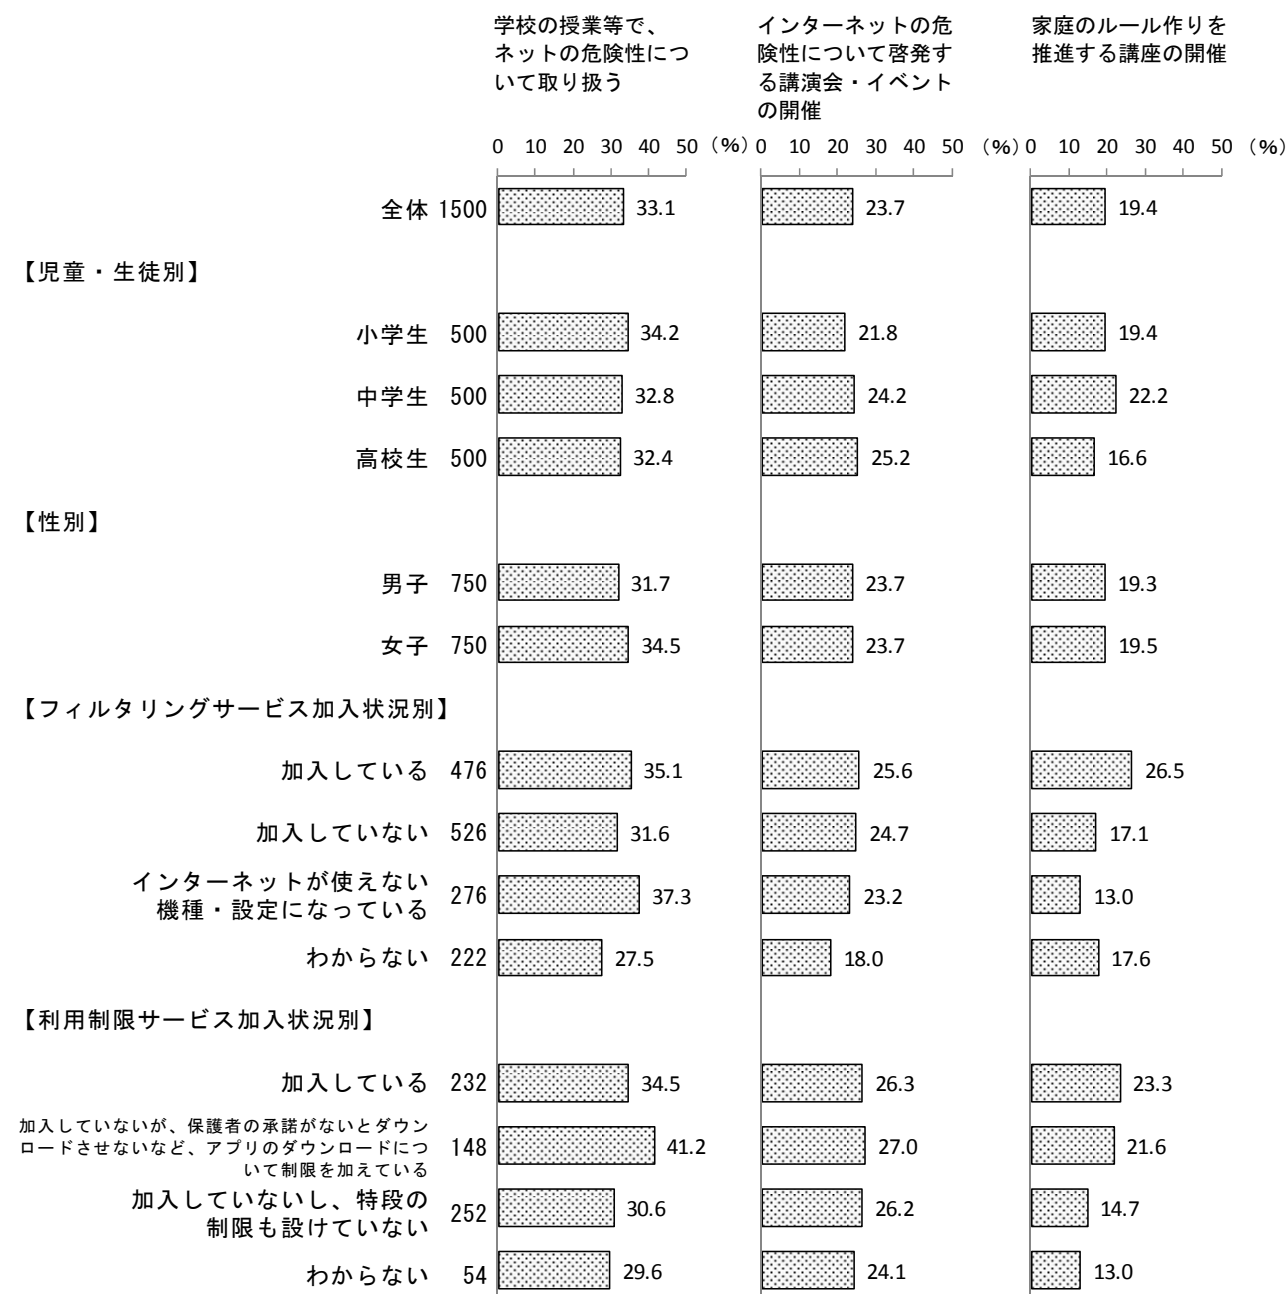 学校の授業等で、
ネットの危険性につ
いて取り扱う
インターネットの危
険性について啓発す
る講演会・イベント
の開催
家庭のルール作りを
推進する講座の開催
0 10 20 30 40 50 (%) 0 10 20 30 40 50 (%) 0 10 20 30 40 50 (%)
全体 1500 33.1 23.7 19.4
【児童・生徒別】
小学生 500 34.2 21.8 19.4
中学生 500 32.8 24.2 22.2
高校生 500 32.4 25.2 16.6
【性別】
男子 750 31.7 23.7 19.3
女子 750 34.5 23.7 19.5
【フィルタリングサービス加入状況別】
加入している 476 35.1 25.6 26.5
加入していない 526 31.6 24.7 17.1
インターネットが使えない
機種・設定になっている 276 37.3 23.2 13.0
わからない 222 27.5 18.0 17.6
【利用制限サービス加入状況別】
加入している 232 34.5 26.3 23.3
加入していないが、保護者の承諾がないとダウン
ロードさせないなど、アプリのダウンロードにつ 148 41.2 27.0 21.6
いて制限を加えている
加入していないし、特段の
制限も設けていない 252 30.6 26.2 14.7
わからない 54 29.6 24.1 13.0